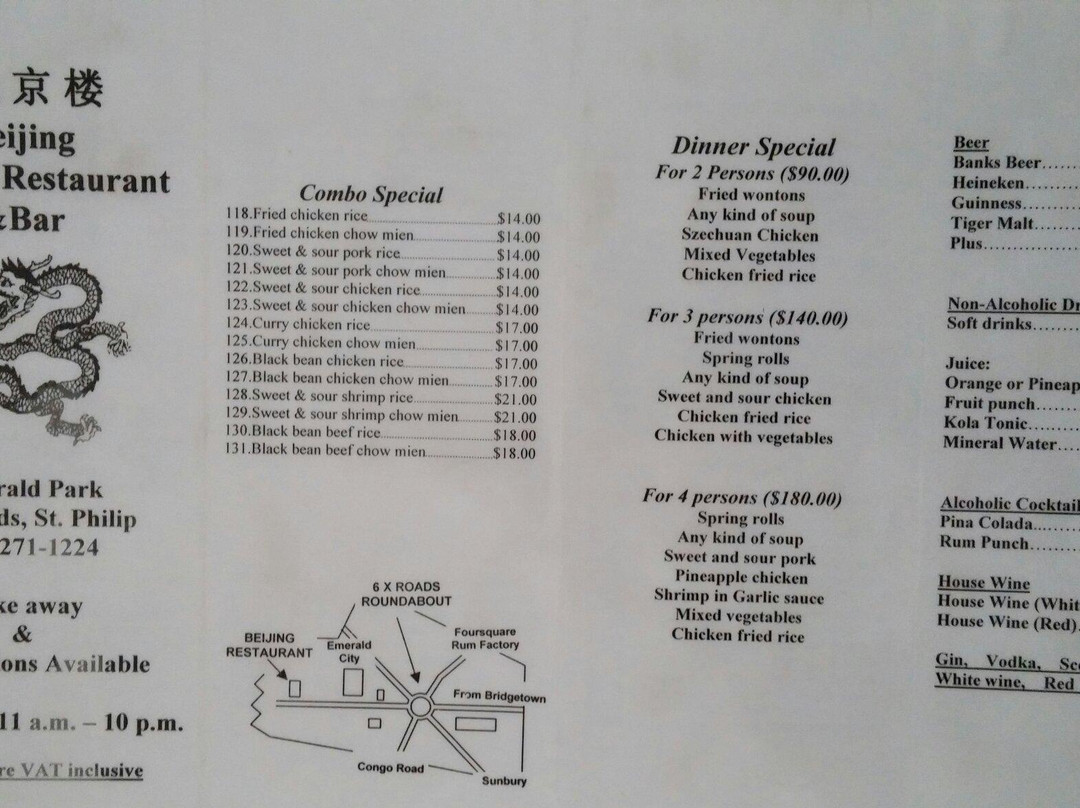 京楼
eijing
Restaurant
&Bar
rald Park
ds, St. Philip
271-1224
ke away
&
ons Available
11 a.m. – 10 p.m.
re VAT inclusive
Combo Special
118.Fried chicken rice $14.00
119.Fried chicken chow mien $14.00
120.Sweet & sour pork rice $14.00
121.Sweet & sour pork chow mien $14.00
122.Sweet & sour chicken rice $14.00
123.Sweet & sour chicken chow mien $14.00
124.Curry chicken rice $17.00
125.Curry chicken chow mien $17.00
126.Black bean chicken rice $17.00
127.Black bean chicken chow mien $17.00
128.Sweet & sour shrimp rice $21.00
129.Sweet & sour shrimp chow mien $21.00
130.Black bean beef rice $18.00
131.Black bean beef chow mien $18.00
6 X ROADS
ROUNDABOUT
BEIJING
RESTAURANT
Emerald
City
Foursquare
Rum Factory
From Bridgetown
Congo Road
Sunbury
Dinner Special
For 2 Persons ($90.00)
Fried wontons
Any kind of soup
Szechuan Chicken
Mixed Vegetables
Chicken fried rice
For 3 persons ($140.00)
Fried wontons
Spring rolls
Any kind of soup
Sweet and sour chicken
Chicken fried rice
Chicken with vegetables
For 4 persons ($180.00)
Spring rolls
Any kind of soup
Sweet and sour pork
Pineapple chicken
Shrimp in Garlic sauce
Mixed vegetables
Chicken fried rice
Beer
Banks Beer......
Heineken........
Guinness........
Tiger Malt......
Plus............
Non-Alcoholic Dr
Soft drinks.......
Juice:
Orange or Pineap
Fruit punch......
Kola Tonic.......
Mineral Water....
Alcoholic Cocktail
Pina Colada......
Rum Punch.......
House Wine
House Wine (Whit
House Wine (Red).
Gin, Vodka, Sc
White wine, Red